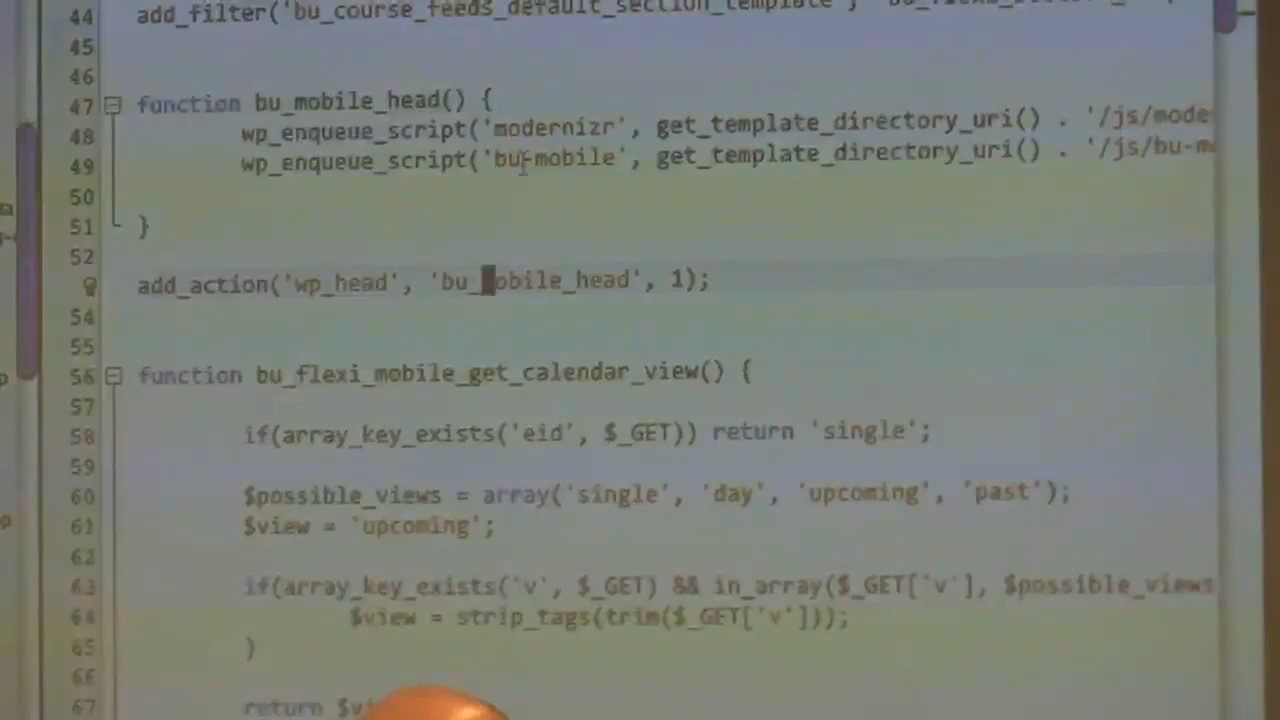 44 add_filter('bu_course_feeds_default_section_template',
45
46
47 function bu_mobile_head() {
48 wp_enqueue_script('modernizr', get_template_directory_uri() . '/js/mode
49 wp_enqueue_script('bu-mobile', get_template_directory_uri() . '/js/bu-m
50
51 }
52
add_action('wp_head', 'bu_mobile_head', 1);
54
55
56 function bu_flexi_mobile_get_calendar_view() {
57
58 if(array_key_exists('eid', $_GET)) return 'single';
59
60 $possible_views = array('single', 'day', 'upcoming', 'past');
61 $view = 'upcoming';
62
63 if(array_key_exists('v', $_GET) && in_array($_GET['v'], $possible_views
64 $view = strip_tags(trim($_GET['v']));
65 }
66
67 return